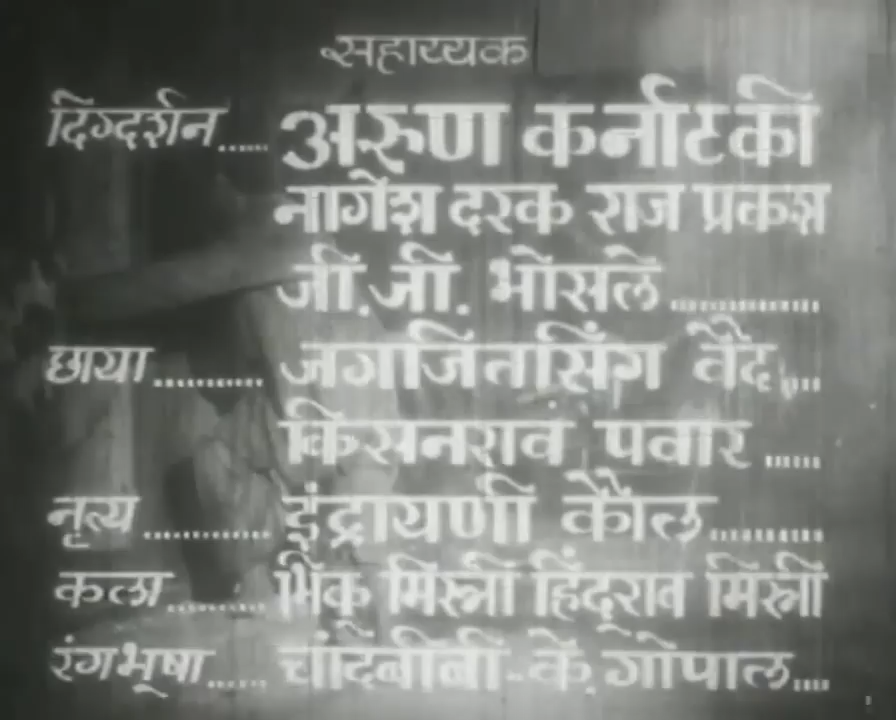 सहाय्यक
दिग्दर्शन..... अरुण कर्नाटकी
नागेश दरक राज प्रकाश
जी.जी. भोसले................
छाया........... जगजितसिंग वैद....
किसनराव पवार......
नृत्य............. इंद्रायणी कौल............
कला.......... मिस्त्री हिंदुराव मिस्त्री
रंगभूषा...... चांदबीबी-के.गोपाल....